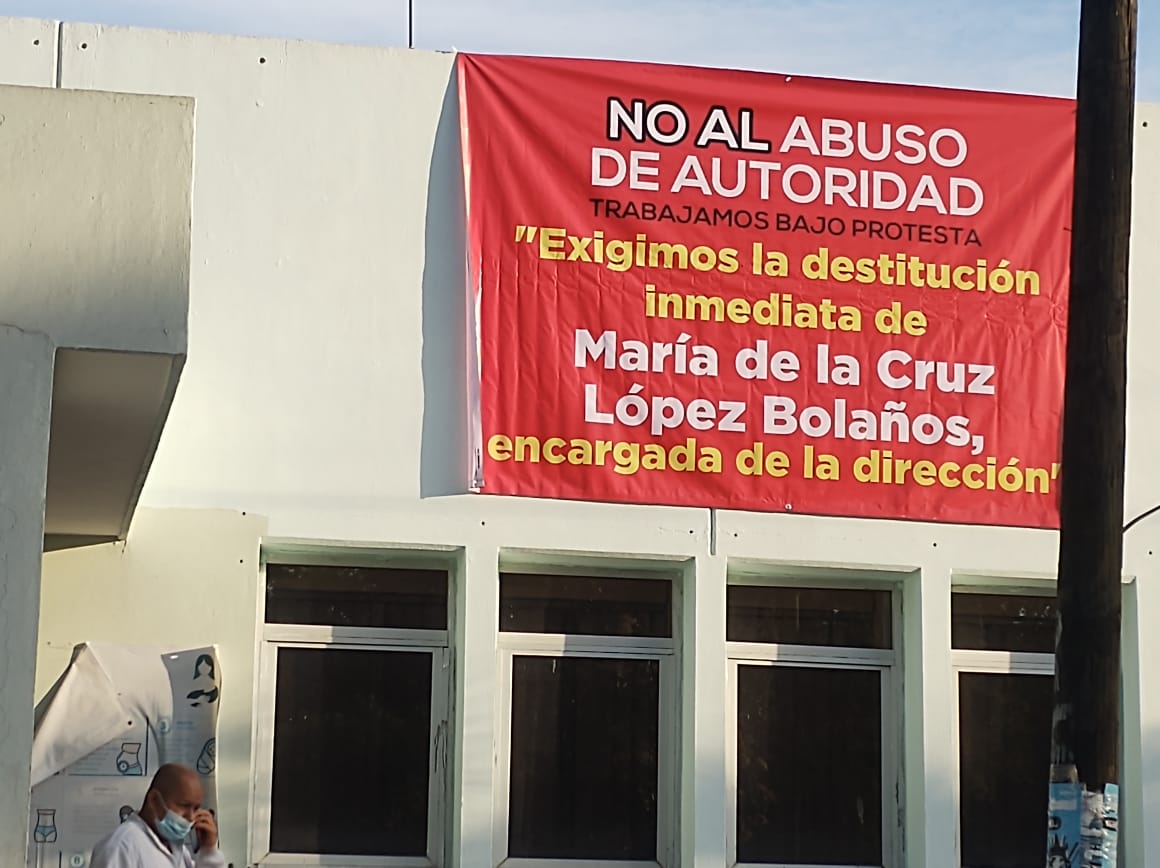 NO AL ABUSO
DE AUTORIDAD
TRABAJAMOS BAJO PROTESTA
"Exigimos la destitución
inmediata de
María de la Cruz
López Bolaños,
encargada de la dirección"